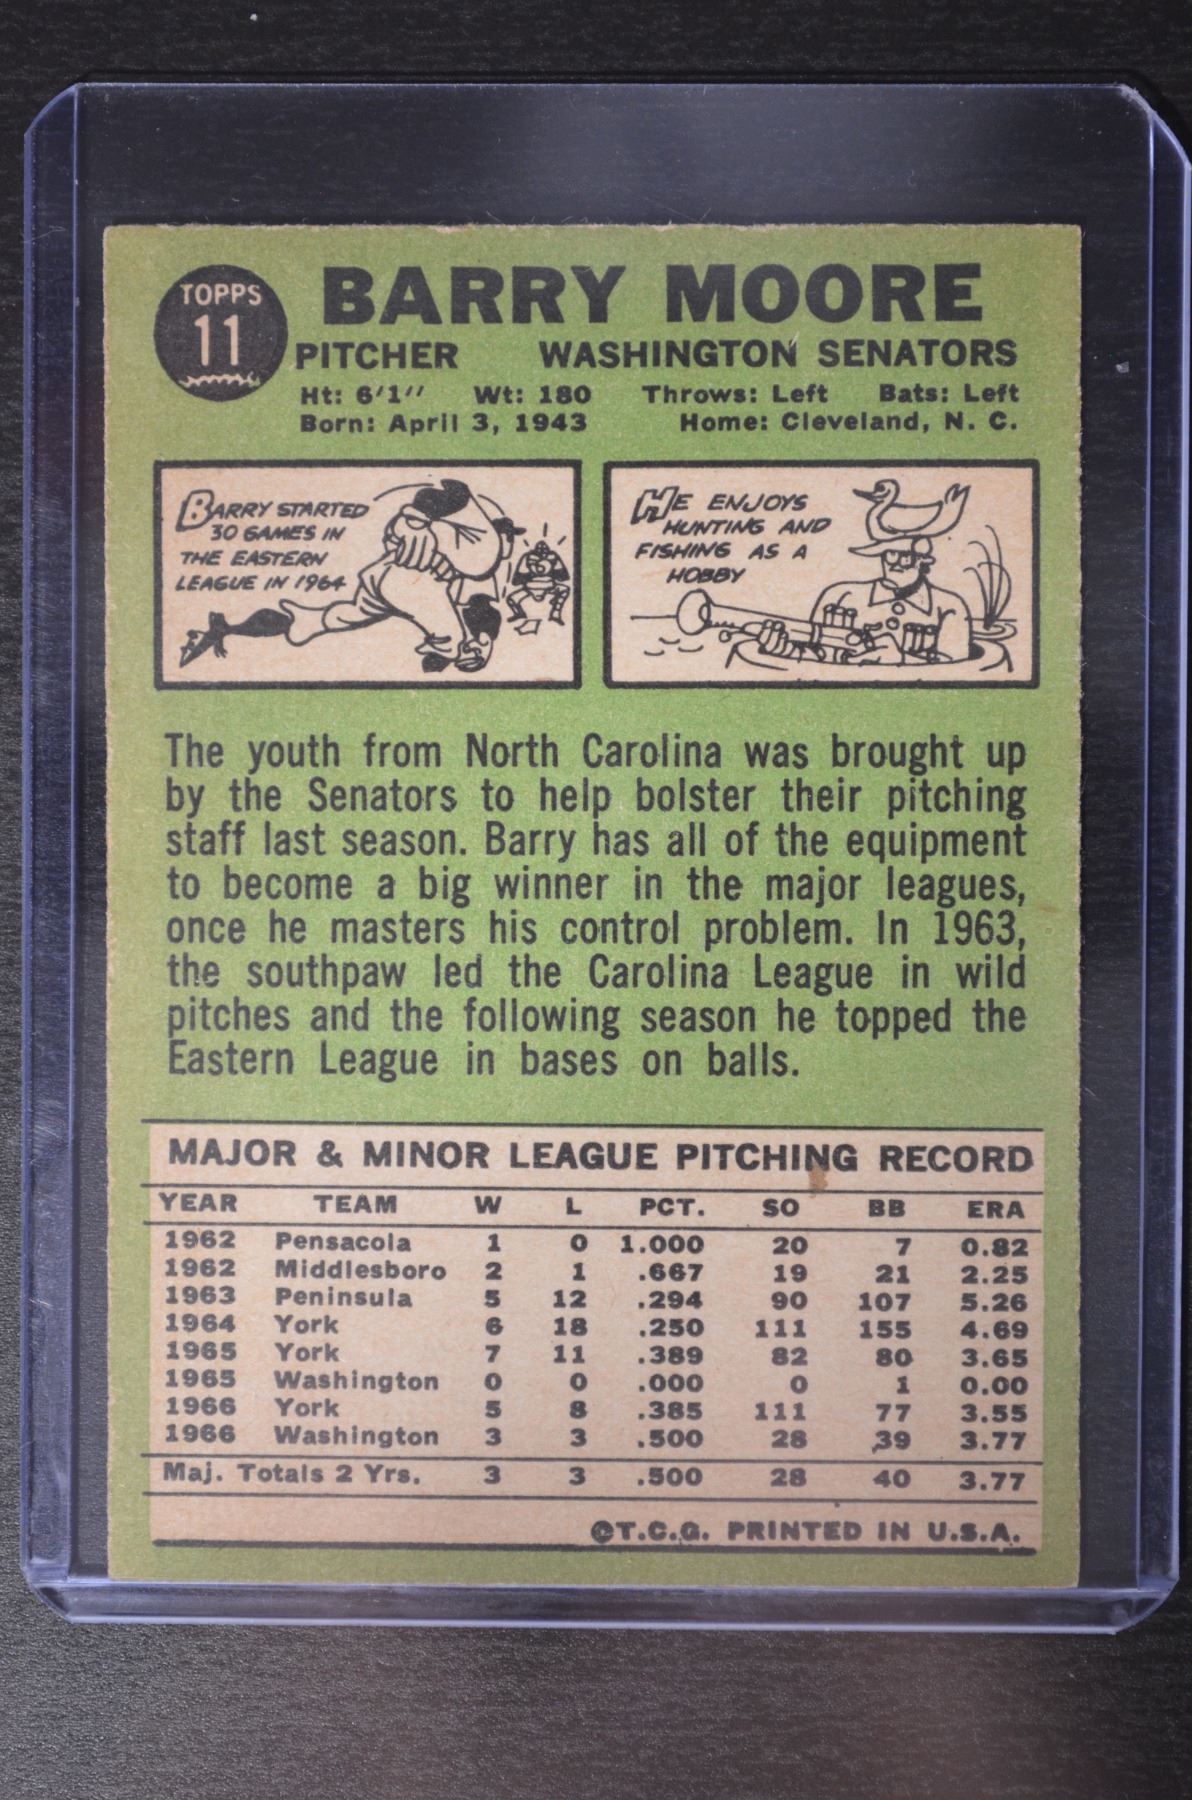 TOPPS
11
BARRY MOORE
PITCHER WASHINGTON SENATORS
Ht: 6'1" Wt: 180 Throws: Left Bats: Left
Born: April 3, 1943 Home: Cleveland, N. C.
BARRY STARTED
30 GAMES IN
THE EASTERN
LEAGUE IN 1964
HE ENJOYS
HUNTING AND
FISHING AS A
HOBBY
The youth from North Carolina was brought up
by the Senators to help bolster their pitching
staff last season. Barry has all of the equipment
to become a big winner in the major leagues,
once he masters his control problem. In 1963,
the southpaw led the Carolina League in wild
pitches and the following season he topped the
Eastern League in bases on balls.
MAJOR & MINOR LEAGUE PITCHING RECORD
YEAR TEAM W L PCT. SO BB ERA
1962 Pensacola 1 0 1.000 20 7 0.82
1962 Middlesboro 2 1 .667 19 21 2.25
1963 Peninsula 5 12 .294 90 107 5.26
1964 York 6 18 .250 111 155 4.69
1965 York 7 11 .389 82 80 3.65
1965 Washington 0 0 .000 0 1 0.00
1966 York 5 8 .385 111 77 3.55
1966 Washington 3 3 .500 28 39 3.77
Maj. Totals 2 Yrs. 3 3 .500 28 40 3.77
©T.C.G. PRINTED IN U.S.A.